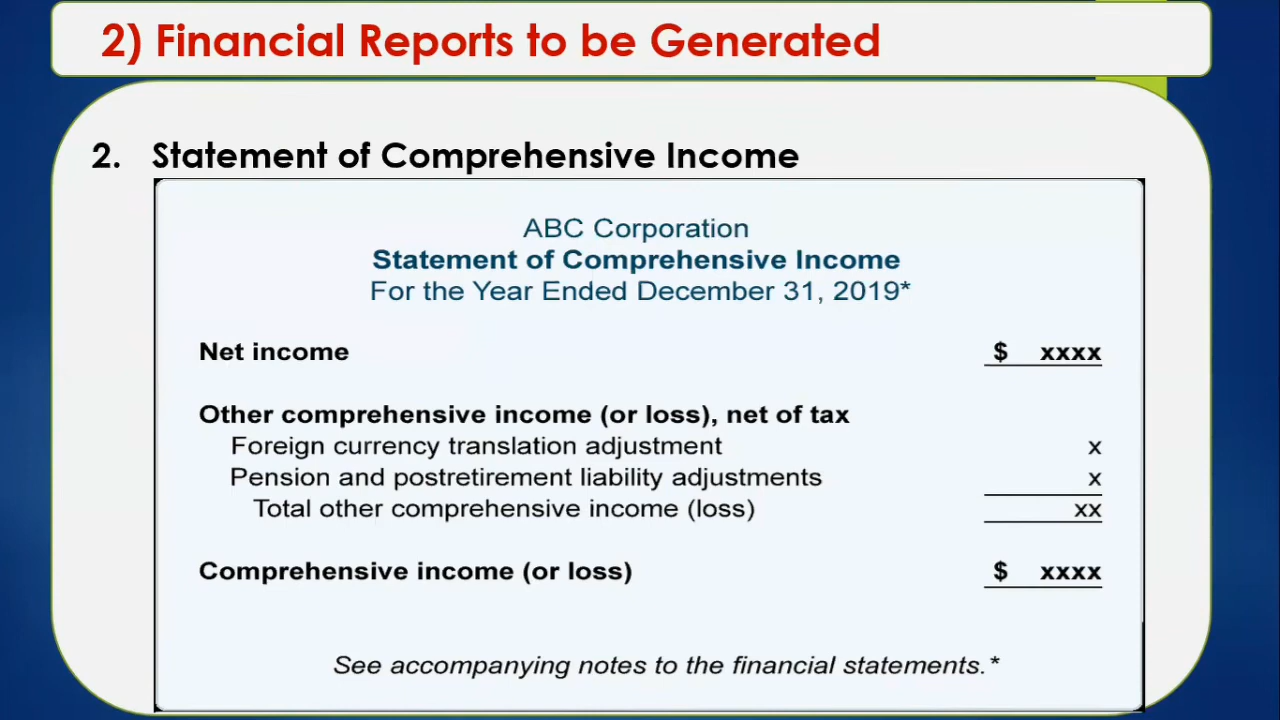 2) Financial Reports to be Generated
2. Statement of Comprehensive Income
ABC Corporation
Statement of Comprehensive Income
For the Year Ended December 31, 2019*
Net income $ xxxx
Other comprehensive income (or loss), net of tax
Foreign currency translation adjustment x
Pension and postretirement liability adjustments x
Total other comprehensive income (loss) xx
Comprehensive income (or loss) $ xxxx
See accompanying notes to the financial statements.*